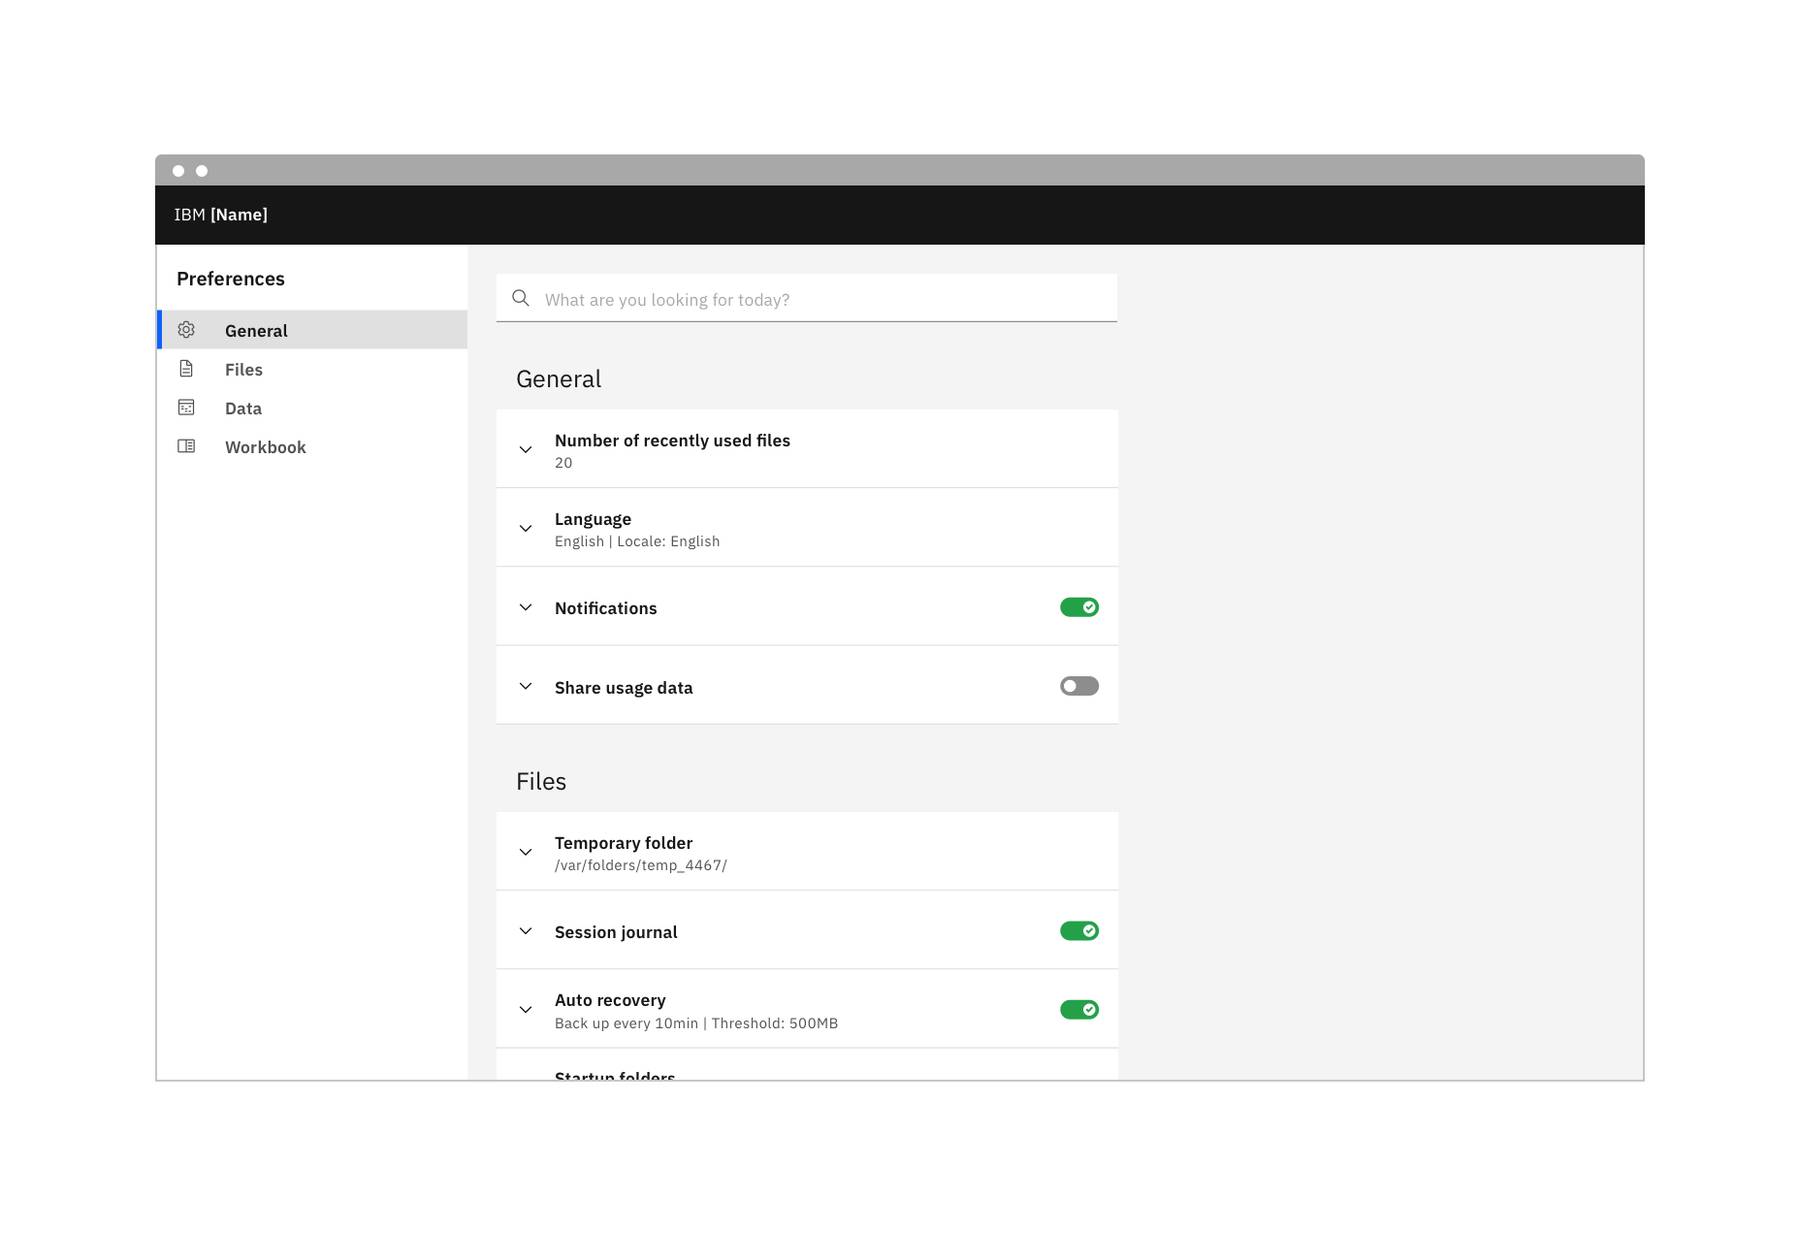 IBM [Name]
Preferences
General
Files
Data
Workbook
What are you looking for today?
General
Number of recently used files
20
Language
English | Locale: English
Notifications
Share usage data
Files
Temporary folder
/var/folders/temp_4467/
Session journal
Auto recovery
Back up every 10min | Threshold: 500MB
Startup folders